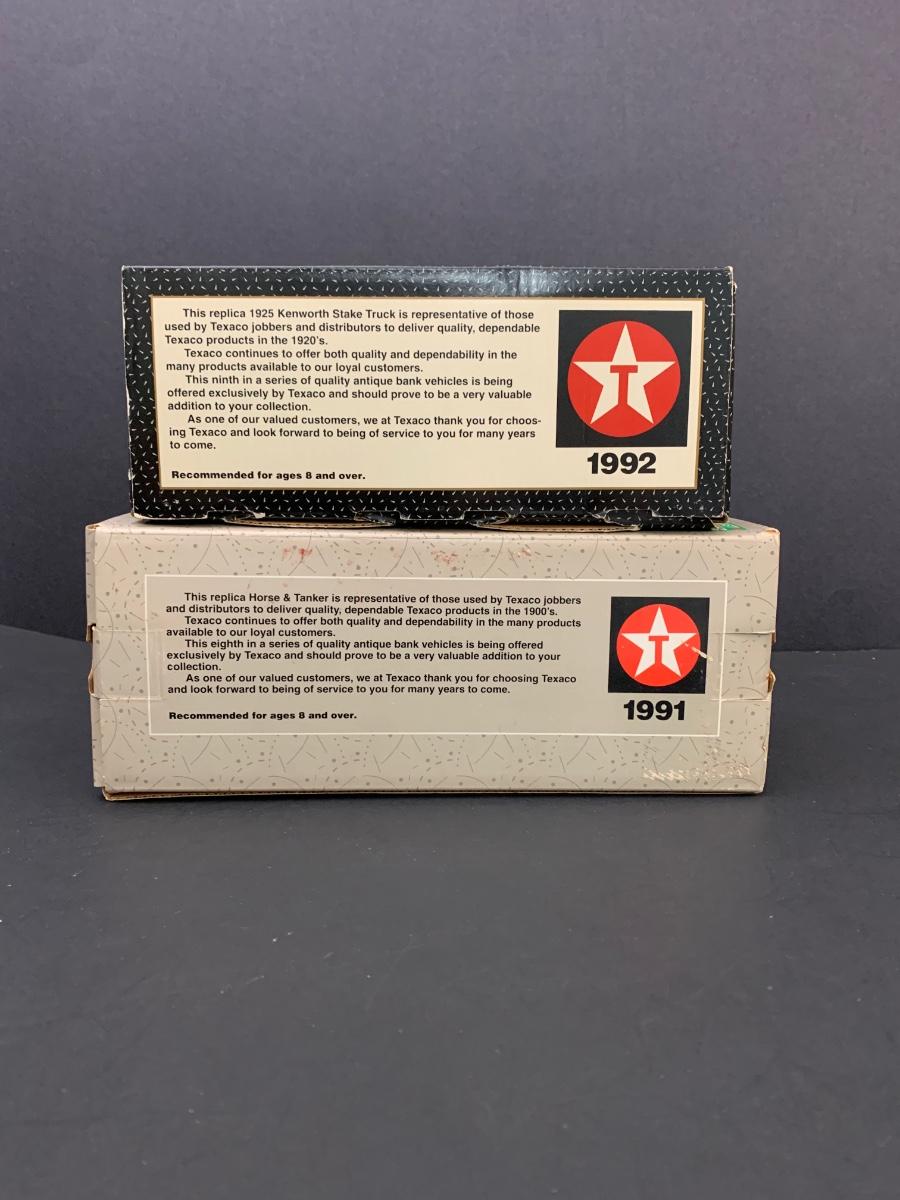 This replica 1925 Kenworth Stake Truck is representative of those
used by Texaco jobbers and distributors to deliver quality, dependable
Texaco products in the 1920's.
Texaco continues to offer both quality and dependability in the
many products available to our loyal customers.
This ninth in a series of quality antique bank vehicles is being
offered exclusively by Texaco and should prove to be a very valuable
addition to your collection.
As one of our valued customers, we at Texaco thank you for choos-
ing Texaco and look forward to being of service to you for many years
to come.
Recommended for ages 8 and over.
T
1992
This replica Horse & Tanker is representative of those used by Texaco jobbers
and distributors to deliver quality, dependable Texaco products in the 1900's.
Texaco continues to offer both quality and dependability in the many products
available to our loyal customers.
This eighth in a series of quality antique bank vehicles is being offered
exclusively by Texaco and should prove to be a very valuable addition to your
collection.
As one of our valued customers, we at Texaco thank you for choosing Texaco
and look forward to being of service to you for many years to come.
Recommended for ages 8 and over.
T
1991